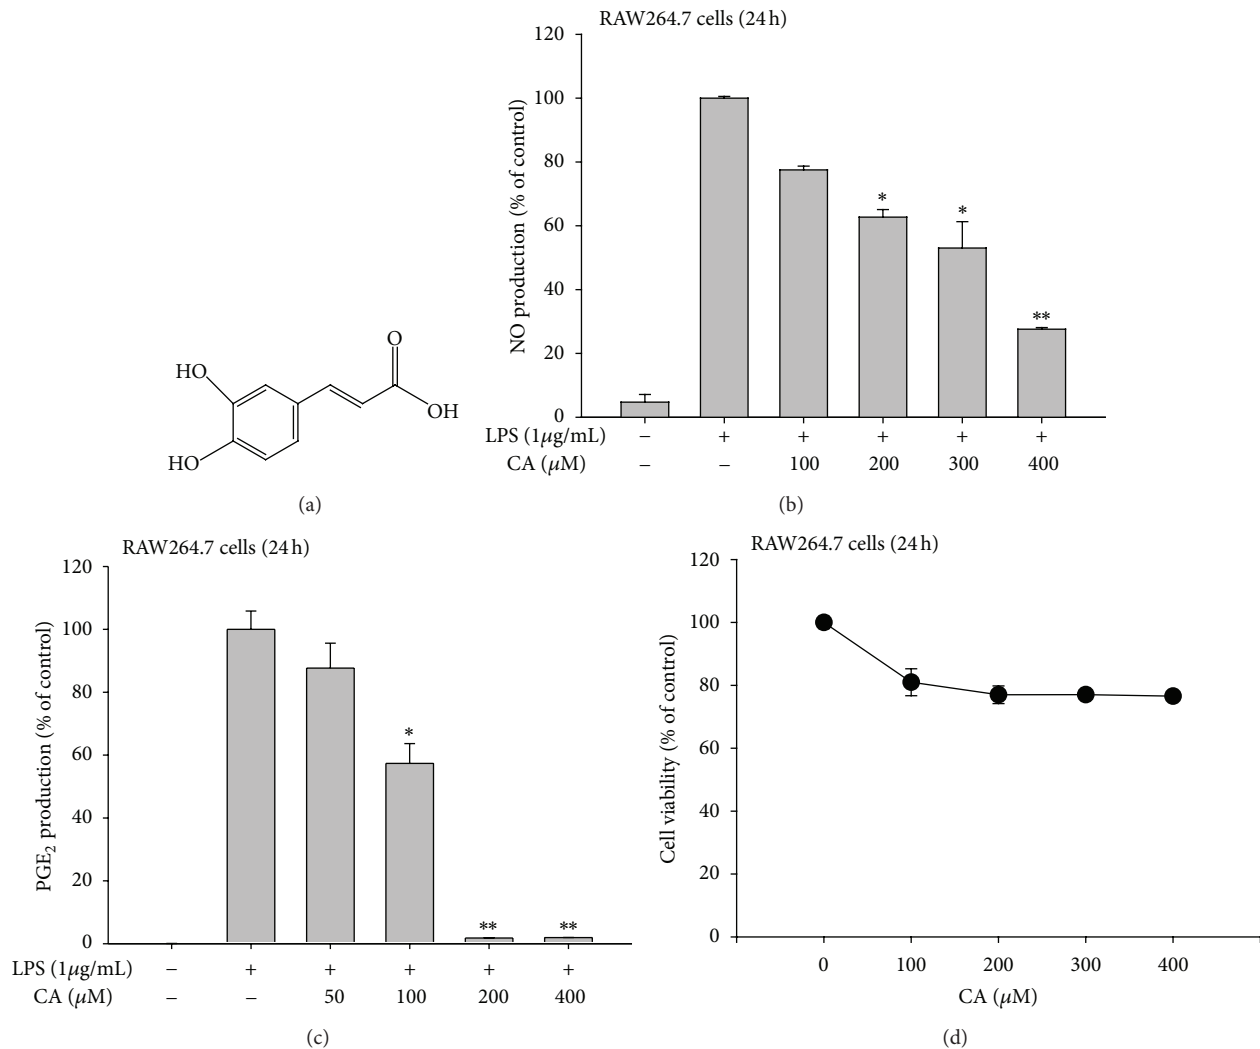 O
HO
OH
HO
(a)
RAW264.7 cells (24 h)
NO production (% of control)
120
100
80
60
40
20
0
* * **
LPS (1μg/mL) − + + + + +
CA (μM) − − 100 200 300 400
(b)
RAW264.7 cells (24 h)
PGE2 production (% of control)
120
100
80
60
40
20
0
* ** **
LPS (1μg/mL) − + + + + +
CA (μM) − − 50 100 200 400
(c)
RAW264.7 cells (24 h)
Cell viability (% of control)
120
100
80
60
40
20
0
0 100 200 300 400
CA (μM)
(d)